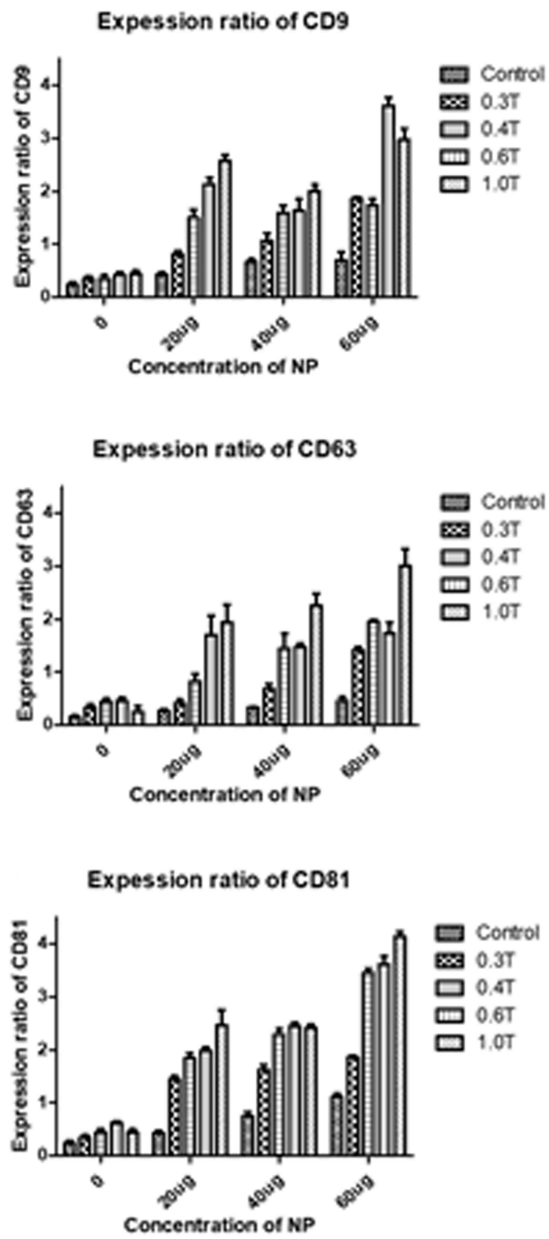 Expession ratio of CD9
Expression ratio of CD9
4
3
2
1
0
0
20ug
40ug
60ug
Concentration of NP
Control
0.3T
0.4T
0.6T
1.0T
Expession ratio of CD63
Expression ratio of CD63
4
3
2
1
0
0
20ug
40ug
60ug
Concentration of NP
Control
0.3T
0.4T
0.6T
1.0T
Expession ratio of CD81
Expression ratio of CD81
4
3
2
1
0
0
20ug
40ug
60ug
Concentration of NP
Control
0.3T
0.4T
0.6T
1.0T